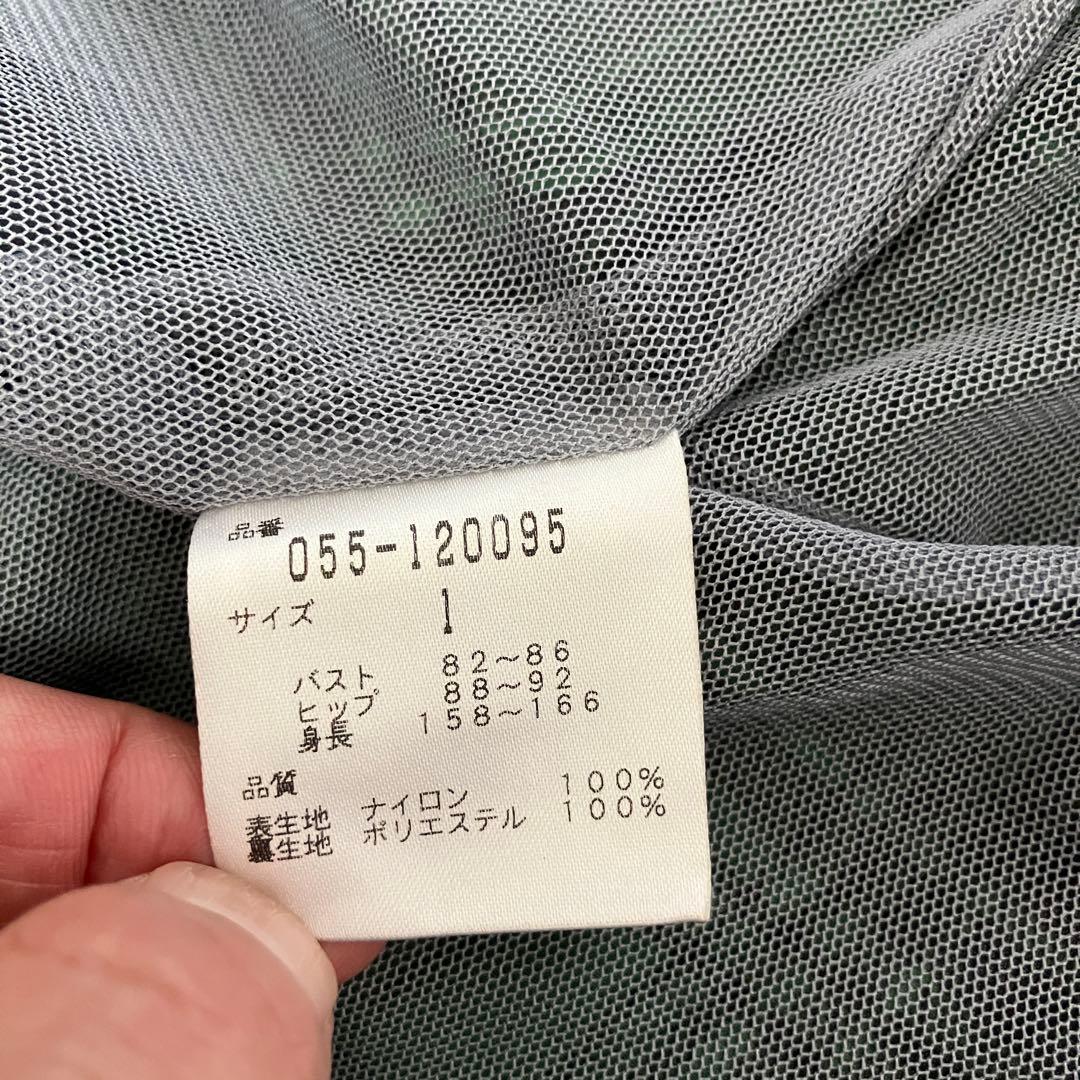 品番 055-120095
サイズ 1
バスト 82～86
ヒップ 88～92
身長 158～166
品質
表生地 ナイロン 100%
裏生地 ポリエステル 100%